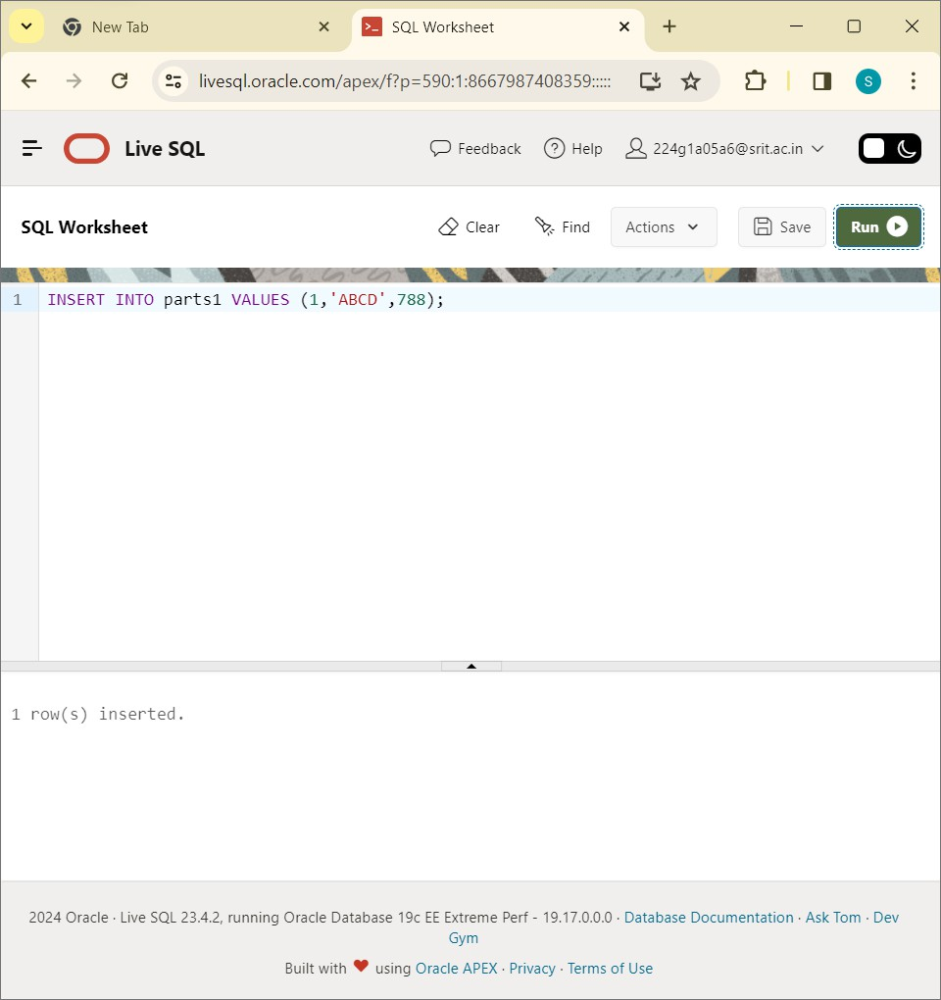 New Tab
SQL Worksheet
livesql.oracle.com/apex/f?p=590:1:8667987408359:::::
S
Live SQL
Feedback
Help
224g1a05a6@srit.ac.in
SQL Worksheet
Clear
Find
Actions
Save
Run
1 INSERT INTO parts1 VALUES (1,'ABCD',788);
1 row(s) inserted.
2024 Oracle · Live SQL 23.4.2, running Oracle Database 19c EE Extreme Perf - 19.17.0.0.0 · Database Documentation · Ask Tom · Dev
Gym
Built with ❤ using Oracle APEX · Privacy · Terms of Use